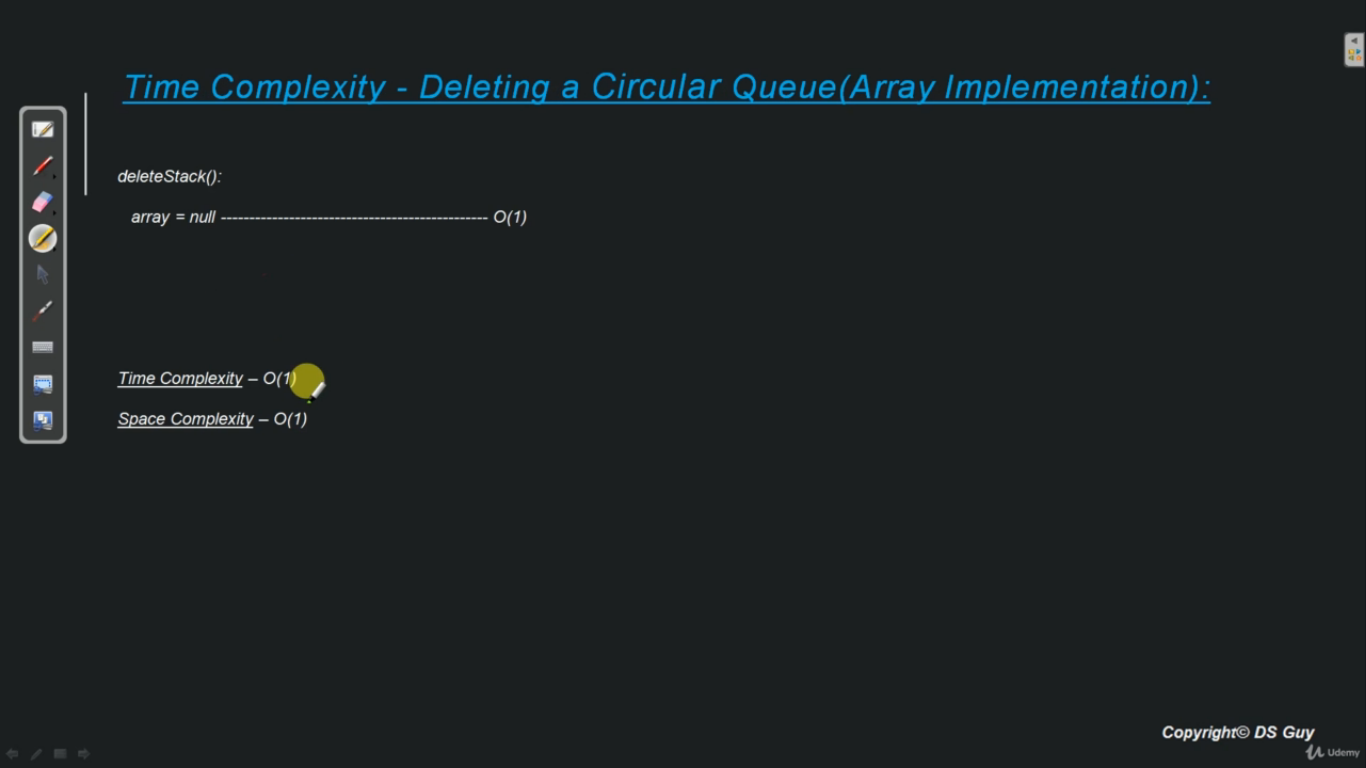 Time Complexity - Deleting a Circular Queue(Array Implementation):
deleteStack():
array = null ----------------------------------------------- O(1)
Time Complexity – O(1)
Space Complexity – O(1)
Copyright© DS Guy
Udemy